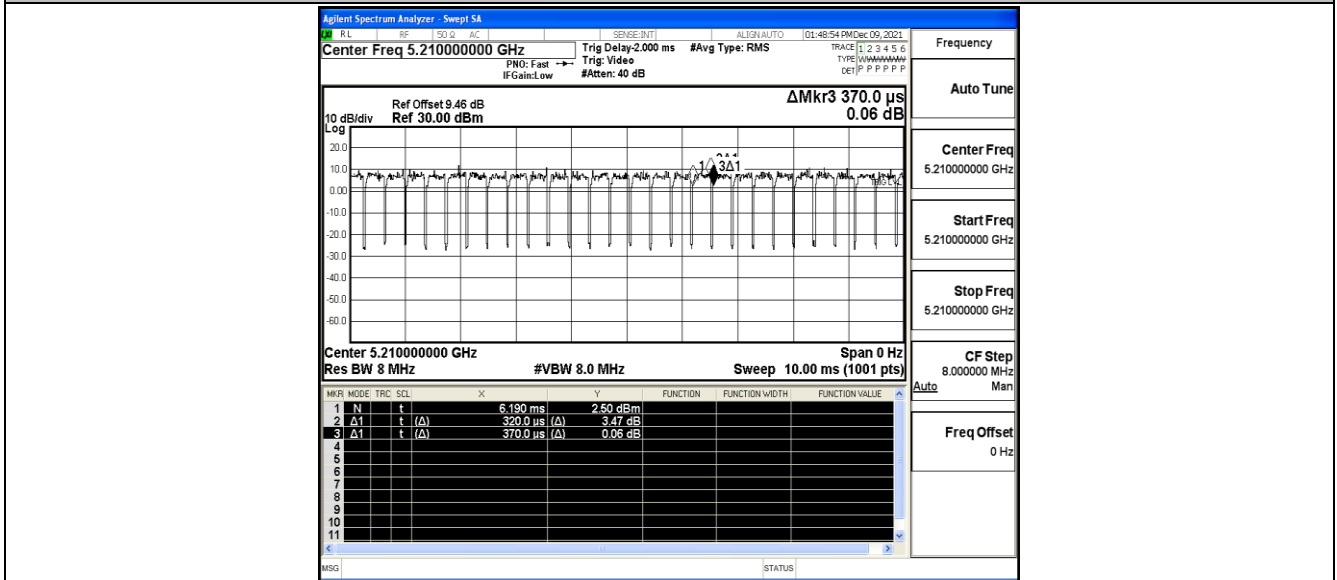 Agilent Spectrum Analyzer - Swept SA
RL RF 50 Ω AC SENSE:INT ALIGN AUTO 01:48:54 PM Dec 09, 2021
Center Freq 5.210000000 GHz
PNO: Fast
IFGain:Low
Trig Delay-2.000 ms
Trig: Video
#Atten: 40 dB
#Avg Type: RMS
TRACE 1 2 3 4 5 6
TYPE
DET P P P P P P
ΔMkr3 370.0 µs
0.06 dB
Ref Offset 9.46 dB
10 dB/div Ref 30.00 dBm
Log
20.0
10.0
0.00
-10.0
-20.0
-30.0
-40.0
-50.0
-60.0
1
3Δ1
TRIG LVL
Center 5.210000000 GHz Span 0 Hz
Res BW 8 MHz #VBW 8.0 MHz Sweep 10.00 ms (1001 pts)
MKR MODE TRC SCL X Y FUNCTION FUNCTION WIDTH FUNCTION VALUE
1 N t 6.190 ms 2.50 dBm
2 Δ1 t (Δ) 320.0 µs (Δ) 3.47 dB
3 Δ1 t (Δ) 370.0 µs (Δ) 0.06 dB
4
5
6
7
8
9
10
11
MSG STATUS
Frequency
Auto Tune
Center Freq
5.210000000 GHz
Start Freq
5.210000000 GHz
Stop Freq
5.210000000 GHz
CF Step
8.000000 MHz
Auto Man
Freq Offset
0 Hz